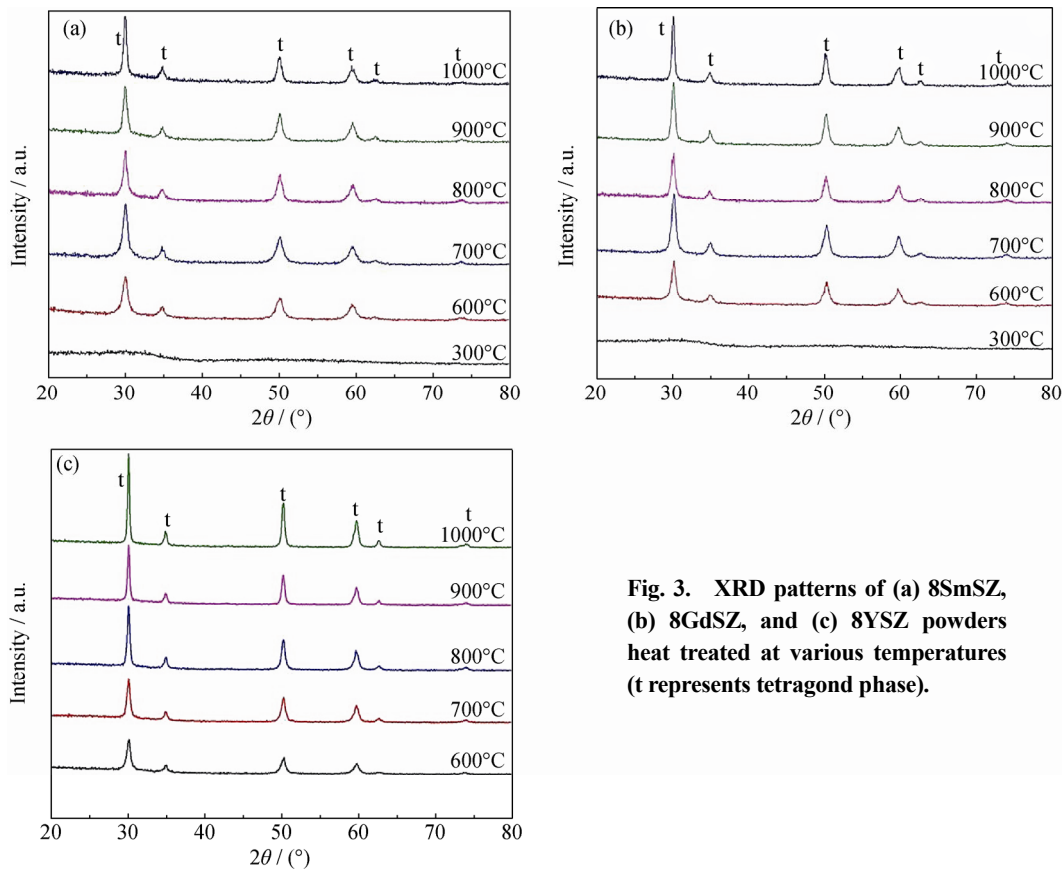 (a)
t
t
t
t
t
t
1000°C
900°C
800°C
700°C
600°C
300°C
Intensity / a.u.
20 30 40 50 60 70 80
2θ / (°)
(b)
t
t
t
t
t
t
1000°C
900°C
800°C
700°C
600°C
300°C
Intensity / a.u.
20 30 40 50 60 70 80
2θ / (°)
(c)
t
t
t
t
t
t
1000°C
900°C
800°C
700°C
600°C
Intensity / a.u.
20 30 40 50 60 70 80
2θ / (°)
Fig. 3. XRD patterns of (a) 8SmSZ,
(b) 8GdSZ, and (c) 8YSZ powders
heat treated at various temperatures
(t represents tetragond phase).